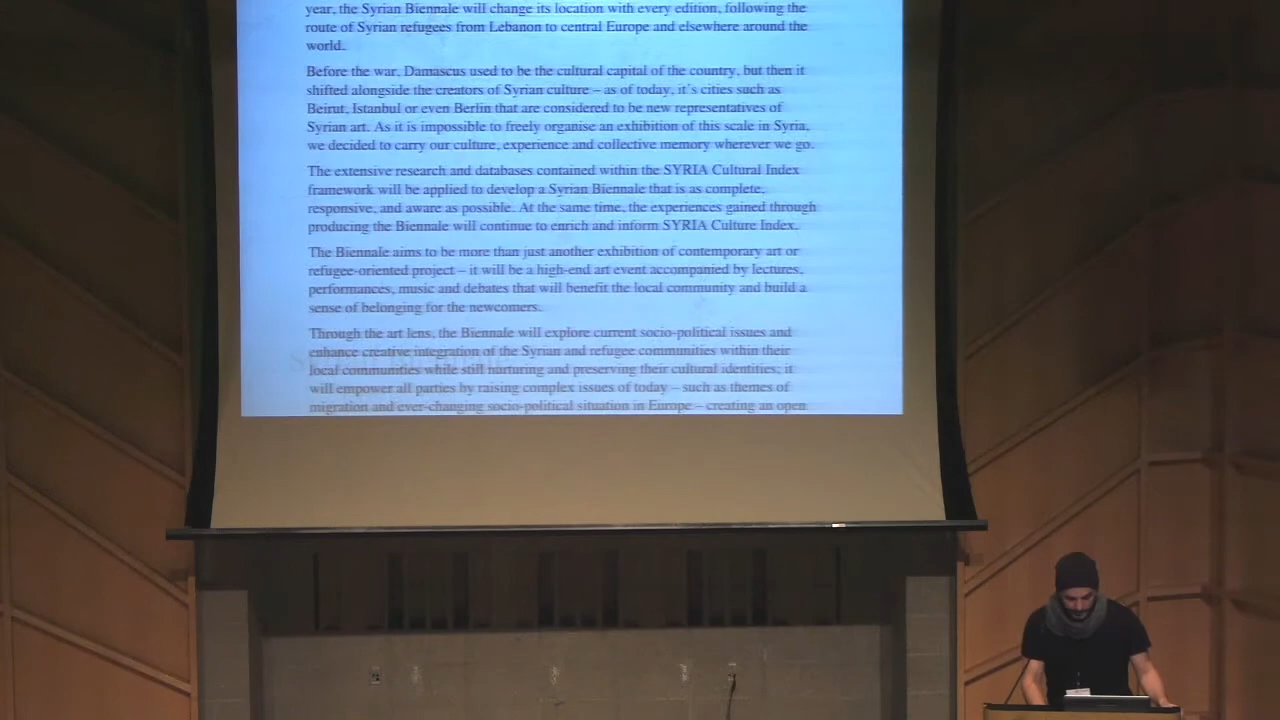 year, the Syrian Biennale will change its location with every edition, following the
route of Syrian refugees from Lebanon to central Europe and elsewhere around the
world.
Before the war, Damascus used to be the cultural capital of the country, but then it
shifted alongside the creators of Syrian culture – as of today, it's cities such as
Beirut, Istanbul or even Berlin that are considered to be new representatives of
Syrian art. As it is impossible to freely organise an exhibition of this scale in Syria,
we decided to carry our culture, experience and collective memory wherever we go.
The extensive research and databases contained within the SYRIA Cultural Index
framework will be applied to develop a Syrian Biennale that is as complete,
responsive, and aware as possible. At the same time, the experiences gained through
producing the Biennale will continue to enrich and inform SYRIA Culture Index.
The Biennale aims to be more than just another exhibition of contemporary art or
refugee-oriented project – it will be a high-end art event accompanied by lectures,
performances, music and debates that will benefit the local community and build a
sense of belonging for the newcomers.
Through the art lens, the Biennale will explore current socio-political issues and
enhance creative integration of the Syrian and refugee communities within their
local communities while still nurturing and preserving their cultural identities; it
will empower all parties by raising complex issues of today – such as themes of
migration and ever-changing socio-political situation in Europe – creating an open